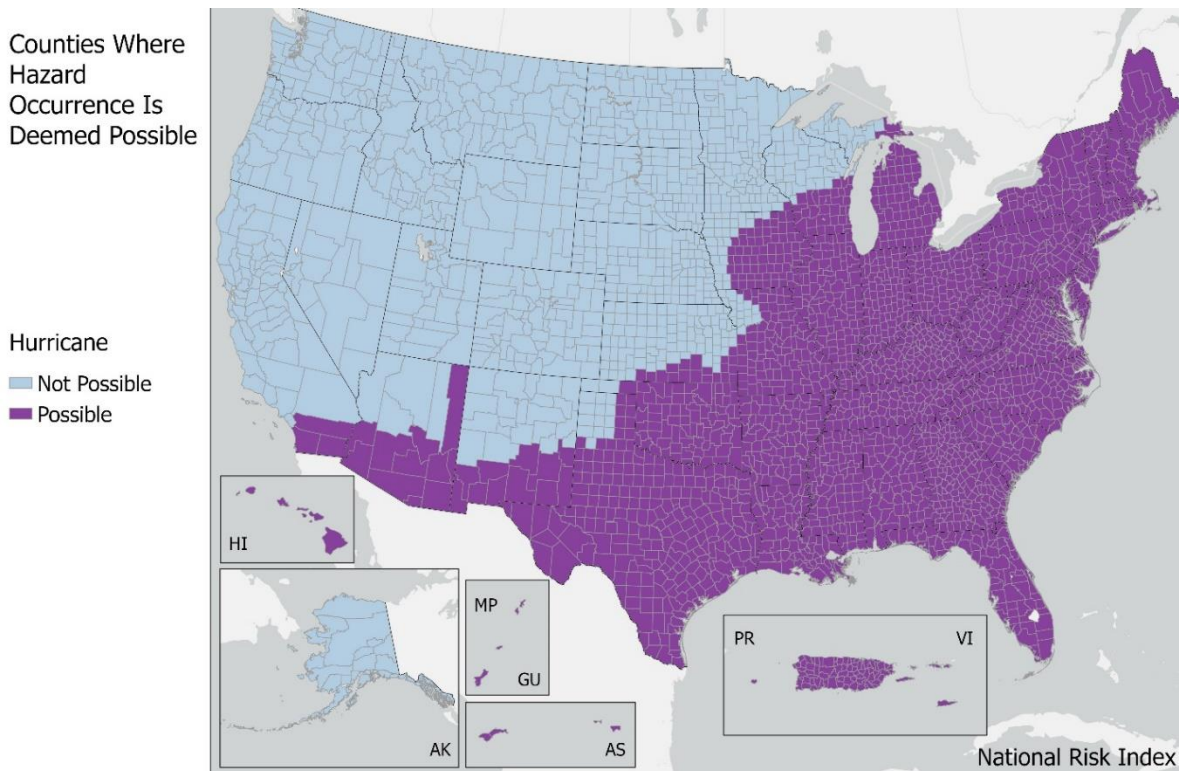 Counties Where
Hazard
Occurrence Is
Deemed Possible
Hurricane
Not Possible
Possible
HI
AK
MP
GU
AS
PR
VI
National Risk Index